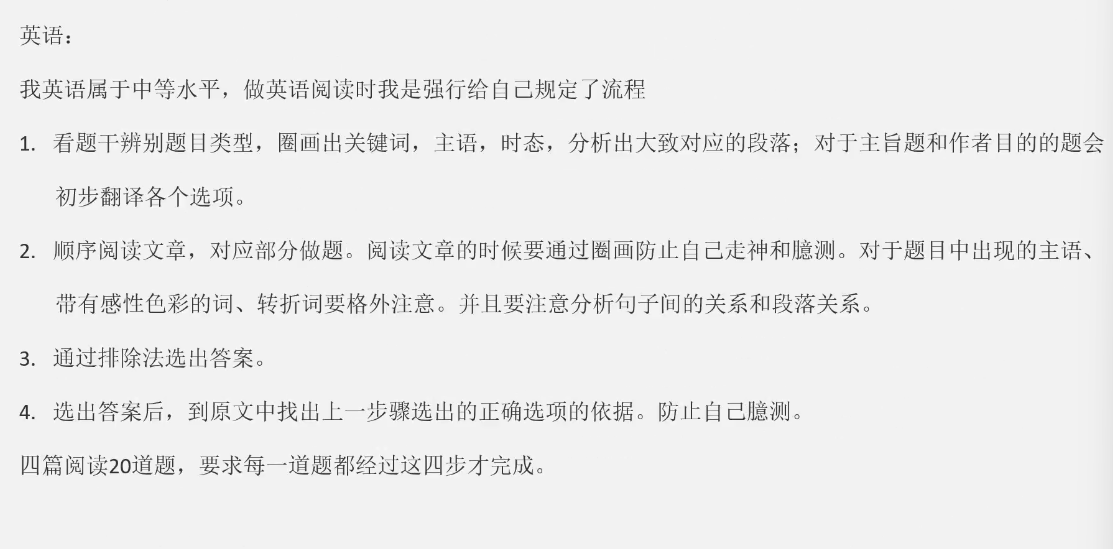 英语：
我英语属于中等水平，做英语阅读时我是强行给自己规定了流程
1. 看题干辨别题目类型，圈画出关键词，主语，时态，分析出大致对应的段落；对于主旨题和作者目的的题会
初步翻译各个选项。
2. 顺序阅读文章，对应部分做题。阅读文章的时候要通过圈画防止自己走神和臆测。对于题目中出现的主语、
带有感性色彩的词、转折词要格外注意。并且要注意分析句子间的关系和段落关系。
3. 通过排除法选出答案。
4. 选出答案后，到原文中找出上一步骤选出的正确选项的依据。防止自己臆测。
四篇阅读20道题，要求每一道题都经过这四步才完成。